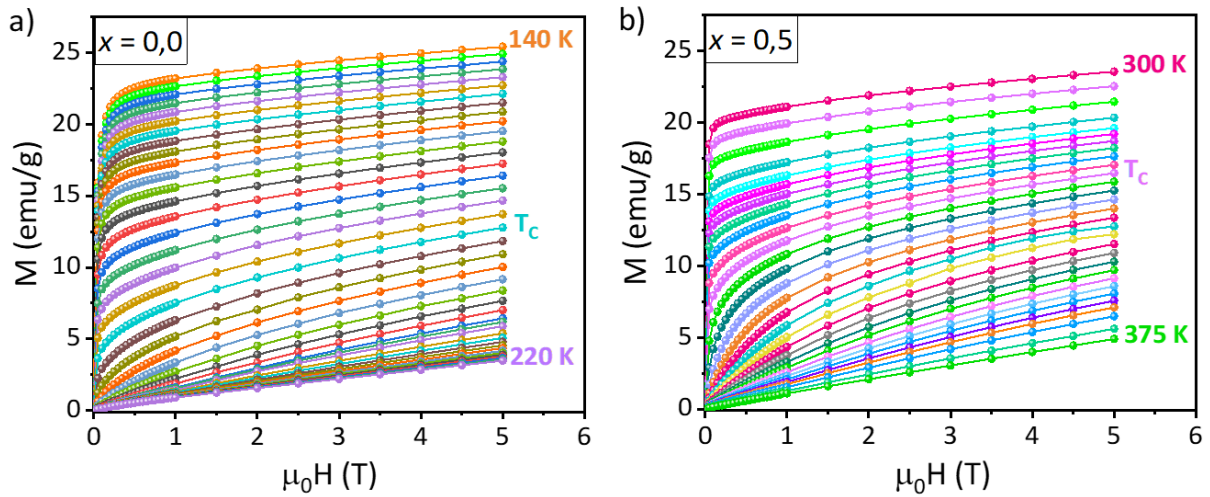 a)
x = 0,0
140 K
T_C
220 K
M (emu/g)
25
20
15
10
5
0
0 1 2 3 4 5 6
μ₀H (T)
b)
x = 0,5
300 K
T_C
375 K
M (emu/g)
25
20
15
10
5
0
0 1 2 3 4 5 6
μ₀H (T)